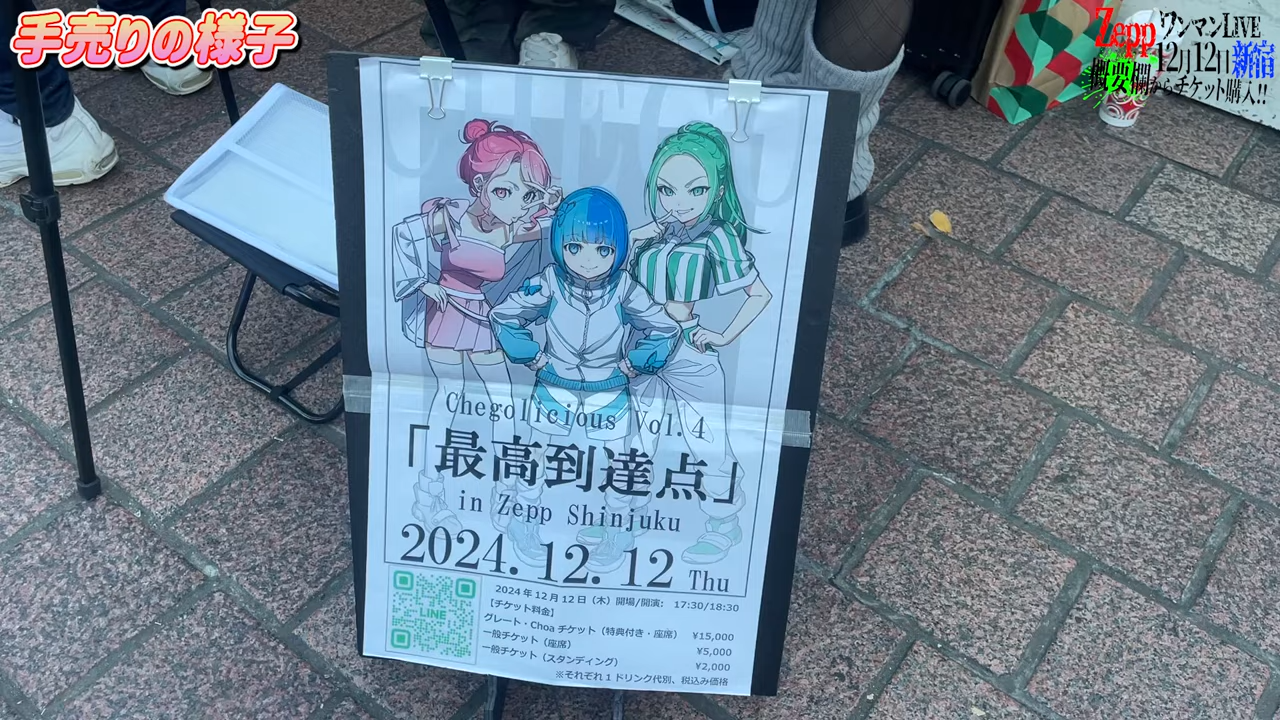 手売りの様子
Zepp ワンマンLIVE
12月12日 新宿
概要欄からチケット購入!!
CHEGO
Chegolicious Vol.4
「最高到達点」
in Zepp Shinjuku
2024.12.12 Thu
LINE
2024年12月12日（木）開場/開演： 17:30/18:30
【チケット料金】
グレート・Choa チケット（特典付き・座席） ¥15,000
一般チケット（座席） ¥5,000
一般チケット（スタンディング） ¥2,000
※それぞれ1ドリンク代別、税込み価格